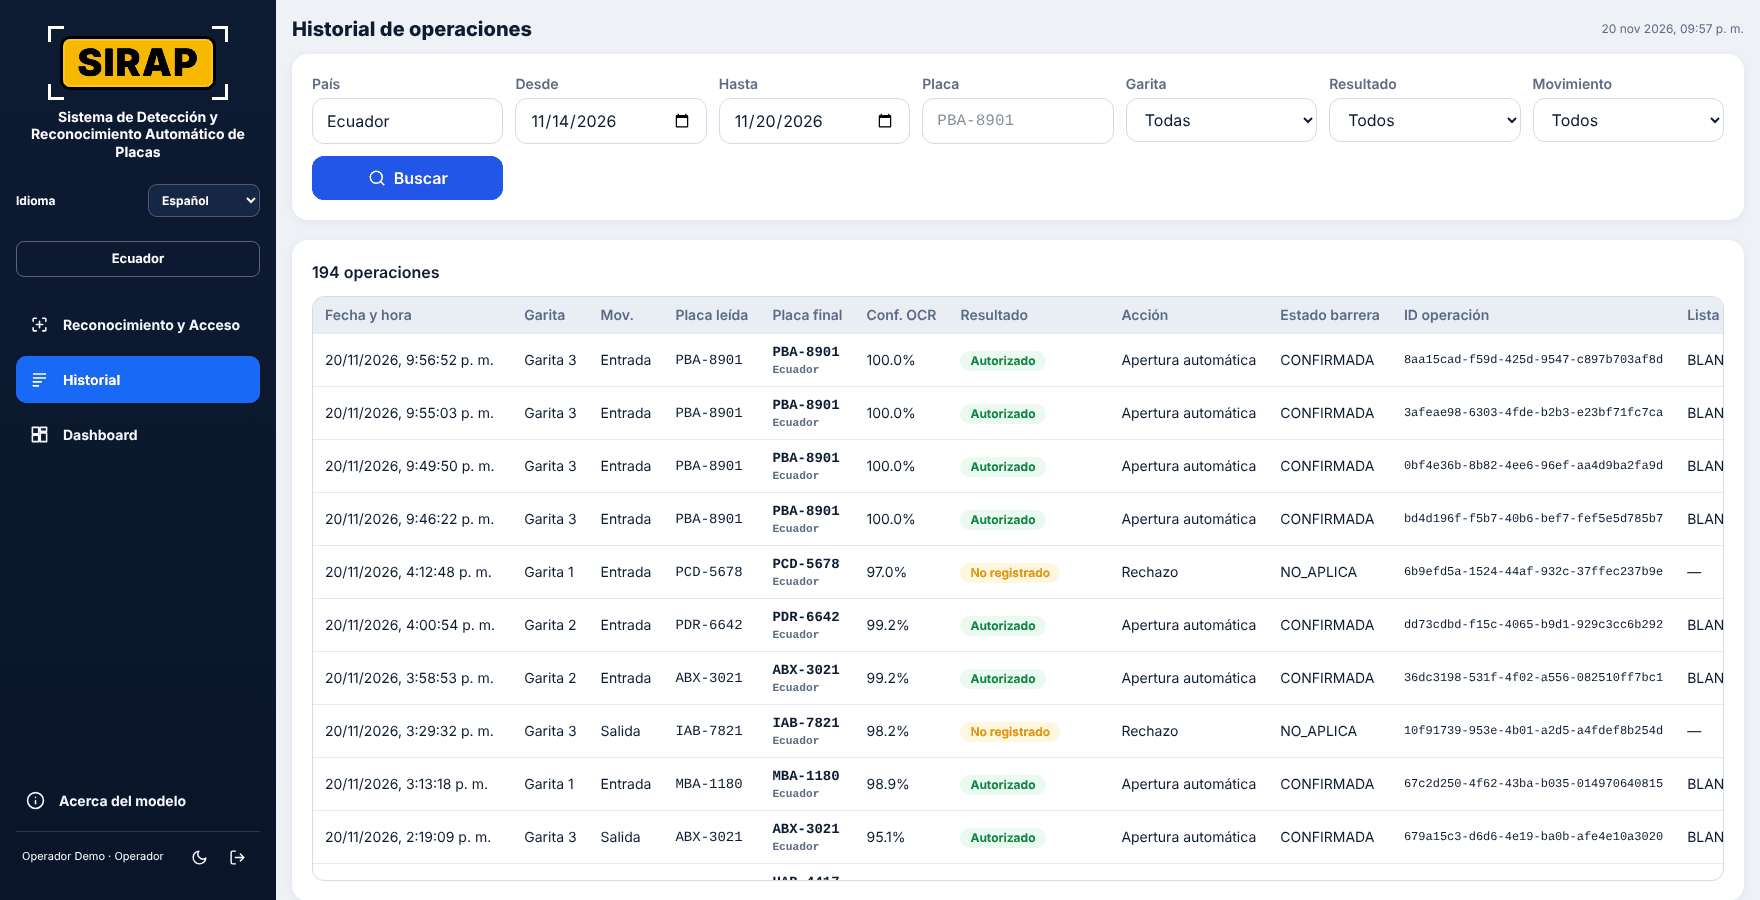 SIRAP
Sistema de Detección y
Reconocimiento Automático de
Placas
Idioma
Español
Ecuador
Reconocimiento y Acceso
Historial
Dashboard
Acerca del modelo
Operador Demo · Operador
Historial de operaciones
20 nov 2026, 09:57 p. m.
País Desde Hasta Placa Garita Resultado Movimiento
Ecuador 11/14/2026 11/20/2026 PBA-8901 Todas Todos Todos
Buscar
194 operaciones
Fecha y hora Garita Mov. Placa leída Placa final Conf. OCR Resultado Acción Estado barrera ID operación Lista
20/11/2026, 9:56:52 p. m. Garita 3 Entrada PBA-8901 PBA-8901 100.0% Autorizado Apertura automática CONFIRMADA 8aa15cad-f59d-425d-9547-c897b703af8d BLAN
Ecuador
20/11/2026, 9:55:03 p. m. Garita 3 Entrada PBA-8901 PBA-8901 100.0% Autorizado Apertura automática CONFIRMADA 3afeae98-6303-4fde-b2b3-e23bf71fc7ca BLAN
Ecuador
20/11/2026, 9:49:50 p. m. Garita 3 Entrada PBA-8901 PBA-8901 100.0% Autorizado Apertura automática CONFIRMADA 0bf4e36b-8b82-4ee6-96ef-aa4d9ba2fa9d BLAN
Ecuador
20/11/2026, 9:46:22 p. m. Garita 3 Entrada PBA-8901 PBA-8901 100.0% Autorizado Apertura automática CONFIRMADA bd4d196f-f5b7-40b6-bef7-fef5e5d785b7 BLAN
Ecuador
20/11/2026, 4:12:48 p. m. Garita 1 Entrada PCD-5678 PCD-5678 97.0% No registrado Rechazo NO_APLICA 6b9efd5a-1524-44af-932c-37ffec237b9e —
Ecuador
20/11/2026, 4:00:54 p. m. Garita 2 Entrada PDR-6642 PDR-6642 99.2% Autorizado Apertura automática CONFIRMADA dd73cdbd-f15c-4065-b9d1-929c3cc6b292 BLAN
Ecuador
20/11/2026, 3:58:53 p. m. Garita 2 Entrada ABX-3021 ABX-3021 99.2% Autorizado Apertura automática CONFIRMADA 36dc3198-531f-4f02-a556-082510ff7bc1 BLAN
Ecuador
20/11/2026, 3:29:32 p. m. Garita 3 Salida IAB-7821 IAB-7821 98.2% No registrado Rechazo NO_APLICA 10f91739-953e-4b01-a2d5-a4fdef8b254d —
Ecuador
20/11/2026, 3:13:18 p. m. Garita 1 Entrada MBA-1180 MBA-1180 98.9% Autorizado Apertura automática CONFIRMADA 67c2d250-4f62-43ba-b035-014970640815 BLAN
Ecuador
20/11/2026, 2:19:09 p. m. Garita 3 Salida ABX-3021 ABX-3021 95.1% Autorizado Apertura automática CONFIRMADA 679a15c3-d6d6-4e19-ba0b-afe4e10a3020 BLAN
Ecuador